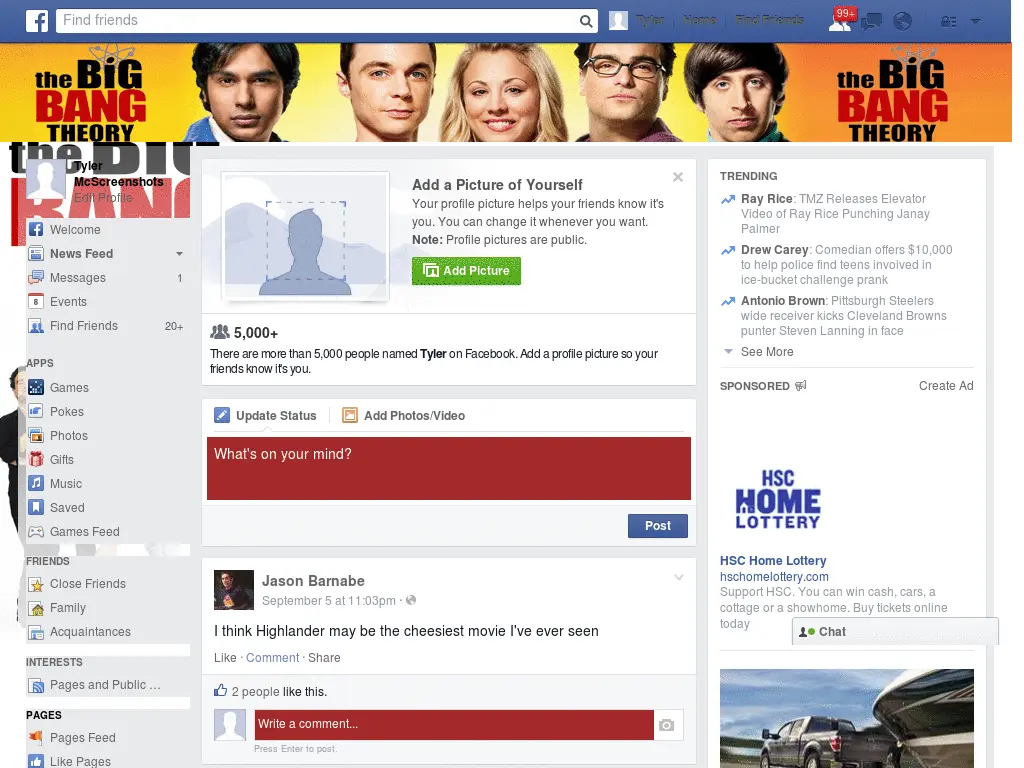 Find friends
Tyler
Home
Find Friends
99+
the BIG
BANG
THEORY
the BIG
BANG
THEORY
the BIG
BANG
Tyler
McScreenshots
Edit Profile
Welcome
News Feed
Messages 1
8 Events
Find Friends 20+
APPS
Games
Pokes
Photos
Gifts
Music
Saved
Games Feed
FRIENDS
Close Friends
Family
Acquaintances
INTERESTS
Pages and Public ...
PAGES
Pages Feed
Like Pages
Add a Picture of Yourself
Your profile picture helps your friends know it's
you. You can change it whenever you want.
Note: Profile pictures are public.
Add Picture
5,000+
There are more than 5,000 people named Tyler on Facebook. Add a profile picture so your
friends know it's you.
Update Status
Add Photos/Video
What's on your mind?
Post
Jason Barnabe
September 5 at 11:03pm ·
I think Highlander may be the cheesiest movie I've ever seen
Like · Comment · Share
2 people like this.
Write a comment...
Press Enter to post.
TRENDING
Ray Rice: TMZ Releases Elevator
Video of Ray Rice Punching Janay
Palmer
Drew Carey: Comedian offers $10,000
to help police find teens involved in
ice-bucket challenge prank
Antonio Brown: Pittsburgh Steelers
wide receiver kicks Cleveland Browns
punter Steven Lanning in face
See More
SPONSORED
Create Ad
HSC
HOME
LOTTERY
HSC Home Lottery
hschomelottery.com
Support HSC. You can win cash, cars, a
cottage or a showhome. Buy tickets online
today
Chat